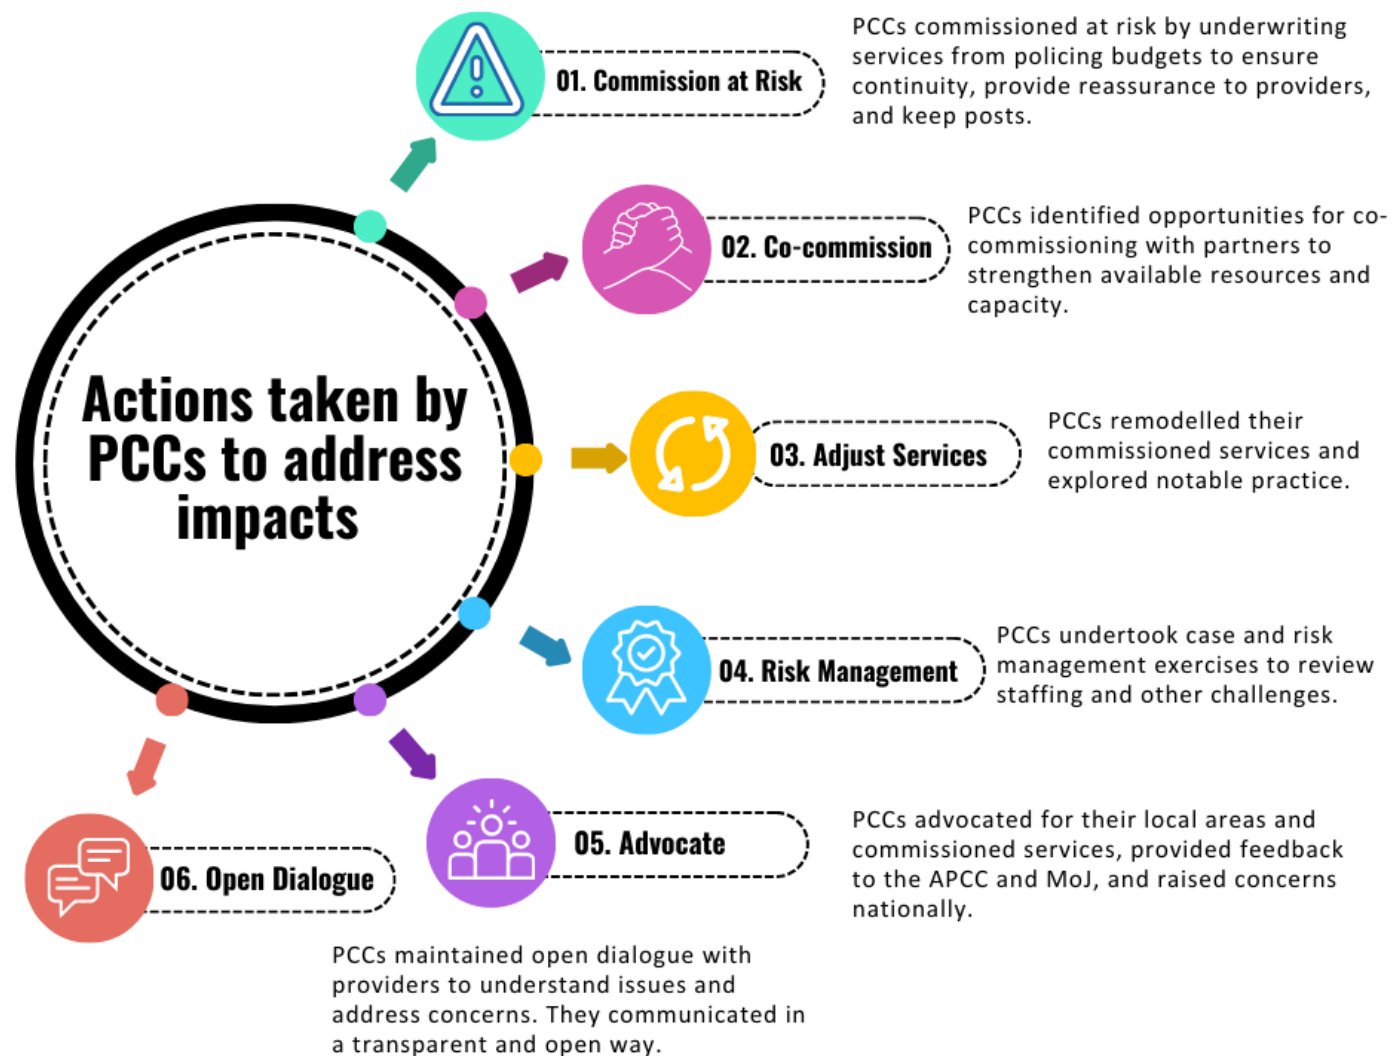 Actions taken by
PCCs to address
impacts
01. Commission at Risk
PCCs commissioned at risk by underwriting
services from policing budgets to ensure
continuity, provide reassurance to providers,
and keep posts.
02. Co-commission
PCCs identified opportunities for co-
commissioning with partners to
strengthen available resources and
capacity.
03. Adjust Services
PCCs remodelled their
commissioned services and
explored notable practice.
04. Risk Management
PCCs undertook case and risk
management exercises to review
staffing and other challenges.
05. Advocate
PCCs advocated for their local areas and
commissioned services, provided feedback
to the APCC and MoJ, and raised concerns
nationally.
06. Open Dialogue
PCCs maintained open dialogue with
providers to understand issues and
address concerns. They communicated in
a transparent and open way.